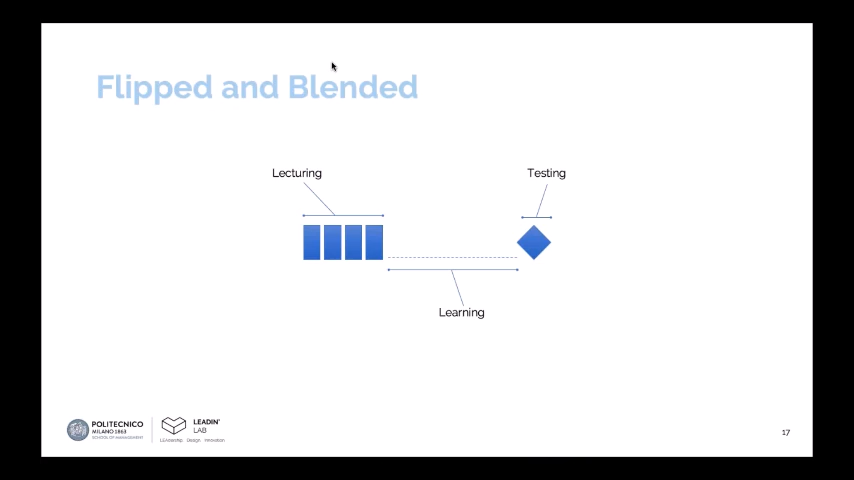 Flipped and Blended
Lecturing
Testing
Learning
POLITECNICO
MILANO 1863
SCHOOL OF MANAGEMENT
LEADIN'
LAB
LEadership Design Innovation
17